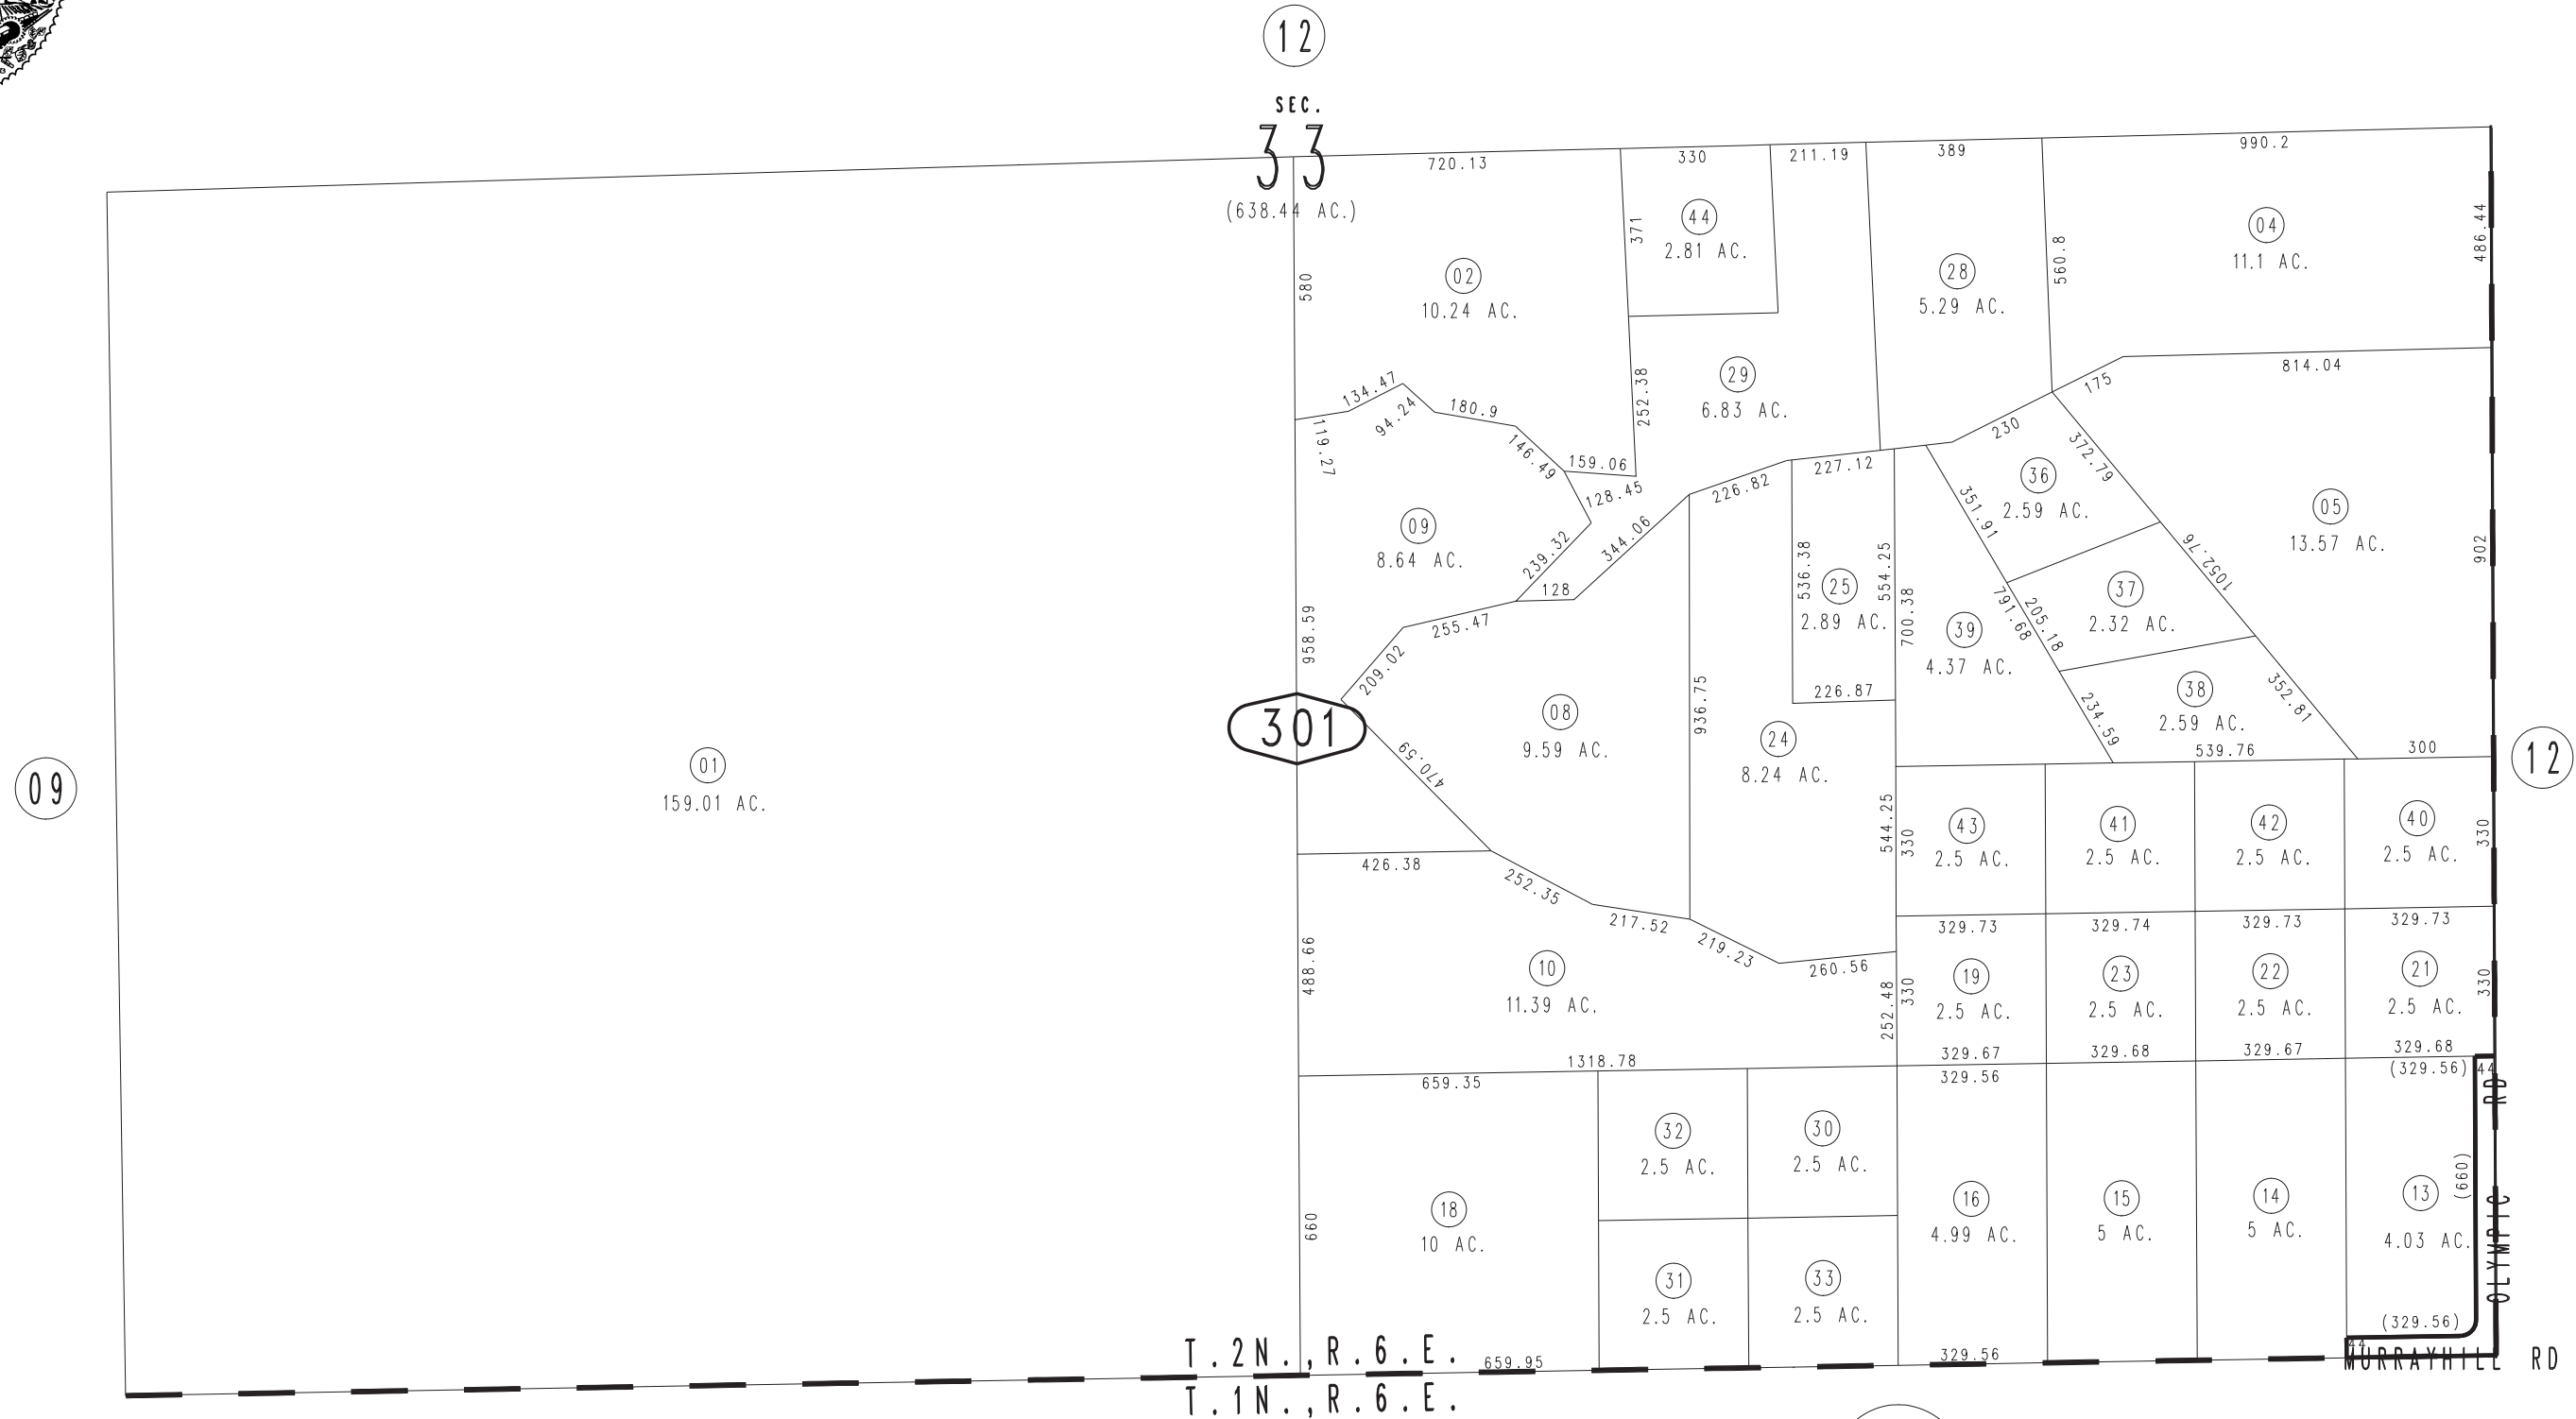 12
SEC.
33
(638.44 AC.)
720.13
330
211.19
389
990.2
580
371
44
2.81 AC.
02
10.24 AC.
28
5.29 AC.
560.8
04
11.1 AC.
486.44
252.38
29
6.83 AC.
134.47
94.24
180.9
119.27
146.49
159.06
128.45
226.82
227.12
230
175
814.04
372.79
09
8.64 AC.
239.32
344.06
128
255.47
209.02
958.59
536.38
25
2.89 AC.
554.25
226.87
700.38
39
4.37 AC.
351.91
36
2.59 AC.
791.68
205.18
37
2.32 AC.
1052.76
05
13.57 AC.
902
234.59
38
2.59 AC.
352.81
539.76
300
301
470.59
08
9.59 AC.
936.75
24
8.24 AC.
09
01
159.01 AC.
12
544.25
330
43
2.5 AC.
41
2.5 AC.
42
2.5 AC.
40
2.5 AC.
330
426.38
252.35
217.52
219.23
260.56
329.73
329.74
329.73
329.73
488.66
10
11.39 AC.
252.48
330
19
2.5 AC.
23
2.5 AC.
22
2.5 AC.
21
2.5 AC.
330
1318.78
329.67
329.68
329.67
329.68
659.35
329.56
(329.56)
44
32
2.5 AC.
30
2.5 AC.
660
18
10 AC.
31
2.5 AC.
33
2.5 AC.
16
4.99 AC.
15
5 AC.
14
5 AC.
13
4.03 AC.
(660)
OLYMPIC RD
(329.56)
44
T.2N.,R.6.E.
659.95
329.56
MURRAYHILL RD
T.1N.,R.6.E.